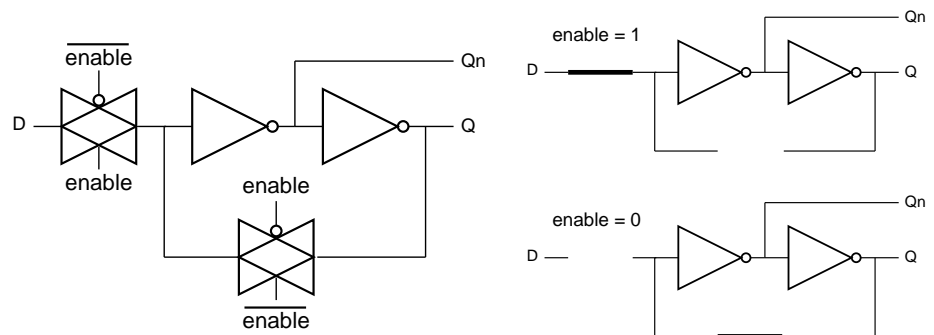 enable
D
enable
Qn
Q
enable
enable
enable = 1
Qn
D
Q
enable = 0
Qn
D
Q